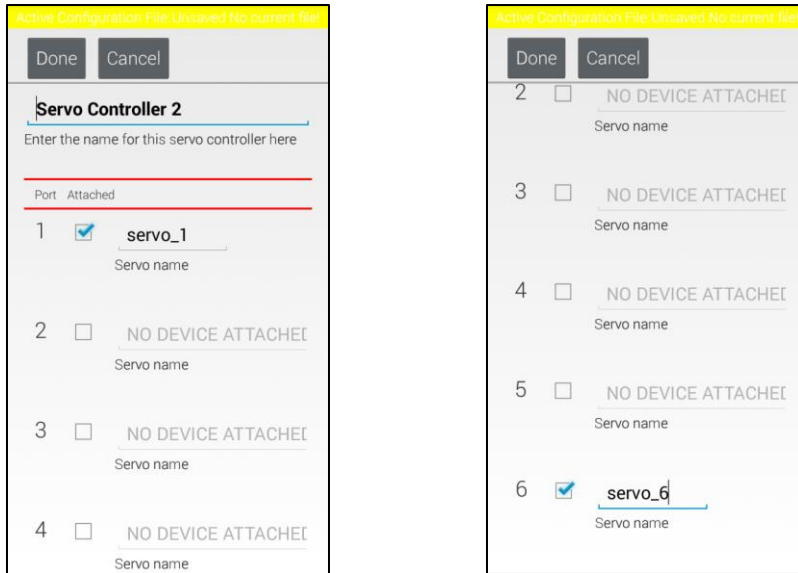 Active Configuration File:Unsaved No current file!
Done Cancel
Servo Controller 2
Enter the name for this servo controller here
Port Attached
1 servo_1
Servo name
2 NO DEVICE ATTACHED
Servo name
3 NO DEVICE ATTACHED
Servo name
4 NO DEVICE ATTACHED
Servo name
Active Configuration File:Unsaved No current file!
Done Cancel
2 NO DEVICE ATTACHED
Servo name
3 NO DEVICE ATTACHED
Servo name
4 NO DEVICE ATTACHED
Servo name
5 NO DEVICE ATTACHED
Servo name
6 servo_6
Servo name